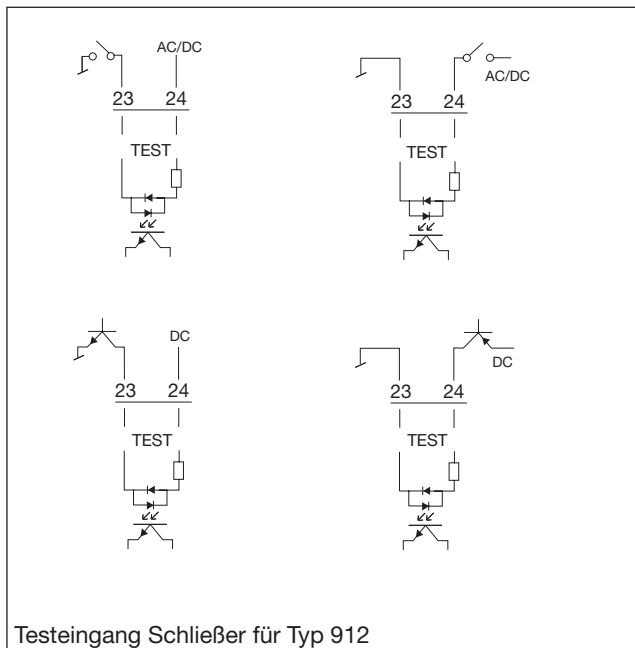 AC/DC
23 24
TEST
23 24
AC/DC
TEST
DC
23 24
TEST
23 24
DC
TEST
Testeingang Schließer für Typ 912